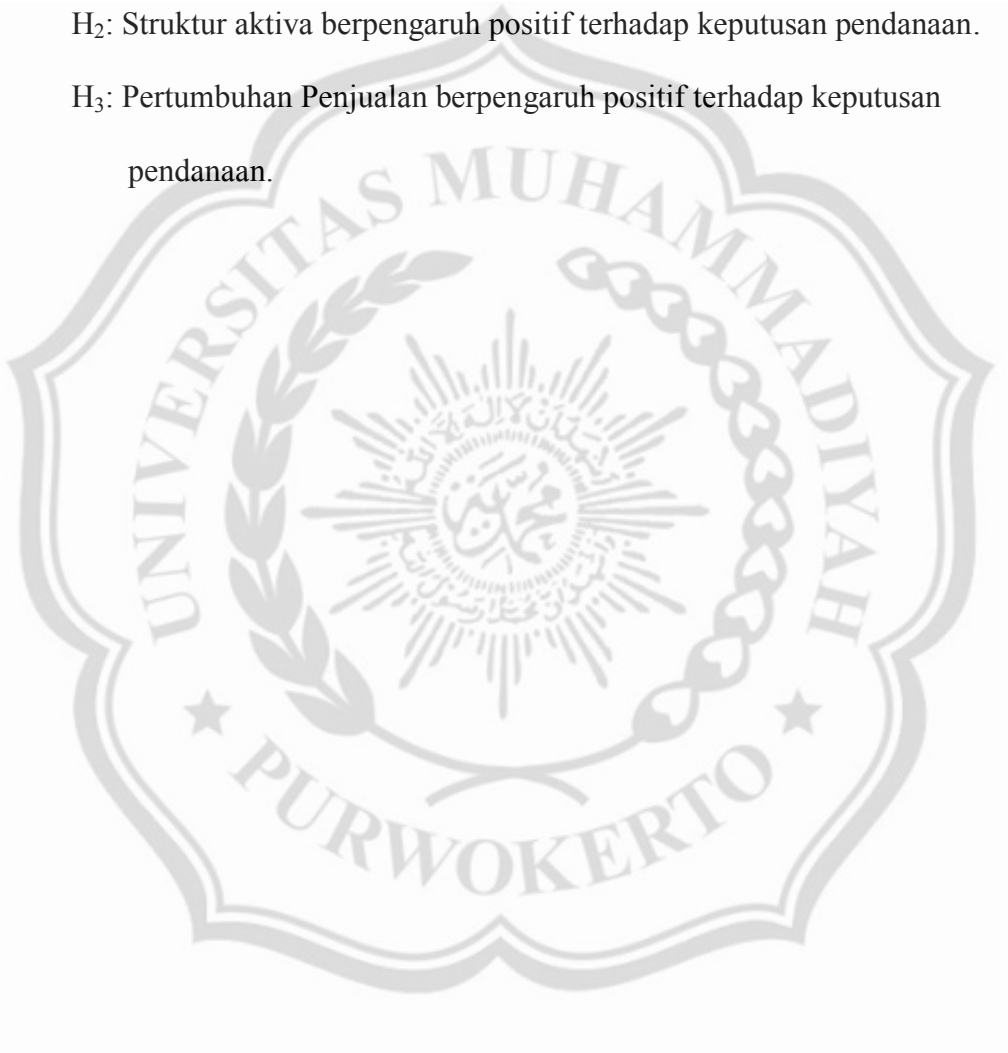 H₂: Struktur aktiva berpengaruh positif terhadap keputusan pendanaan.
H₃: Pertumbuhan Penjualan berpengaruh positif terhadap keputusan
pendanaan.
UNIVERSITAS MUHAMMADIYAH
PURWOKERTO